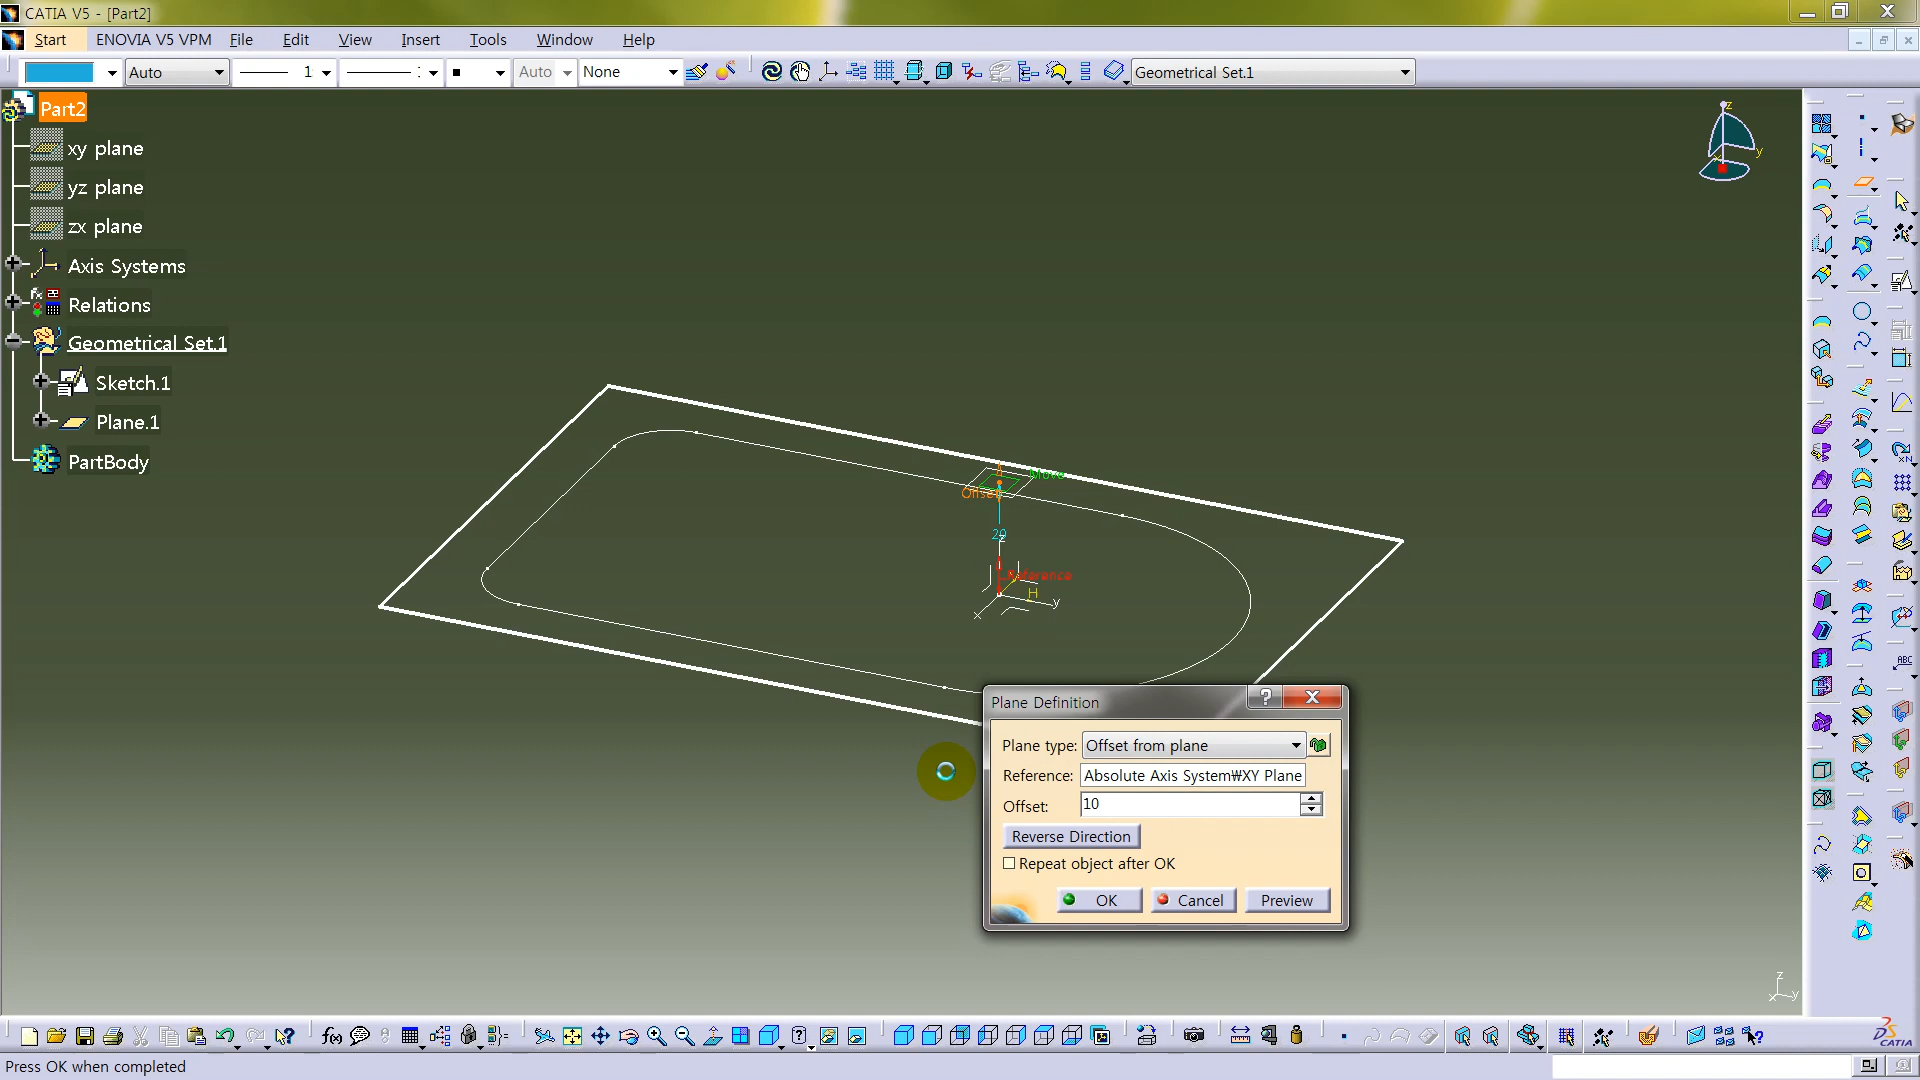 CATIA V5 - [Part2]
Start ENOVIA V5 VPM File Edit View Insert Tools Window Help
Auto 1 Auto None Geometrical Set.1
Part2
xy plane
yz plane
zx plane
Axis Systems
Relations
Geometrical Set.1
Sketch.1
Plane.1
PartBody
z
y
Move
Offset
20
z
Reference
H
x
y
Plane Definition
Plane type: Offset from plane
Reference: Absolute Axis System₩XY Plane
Offset: 10
Reverse Direction
Repeat object after OK
OK Cancel Preview
z
x y
ABC
f(x)
CATIA
Press OK when completed